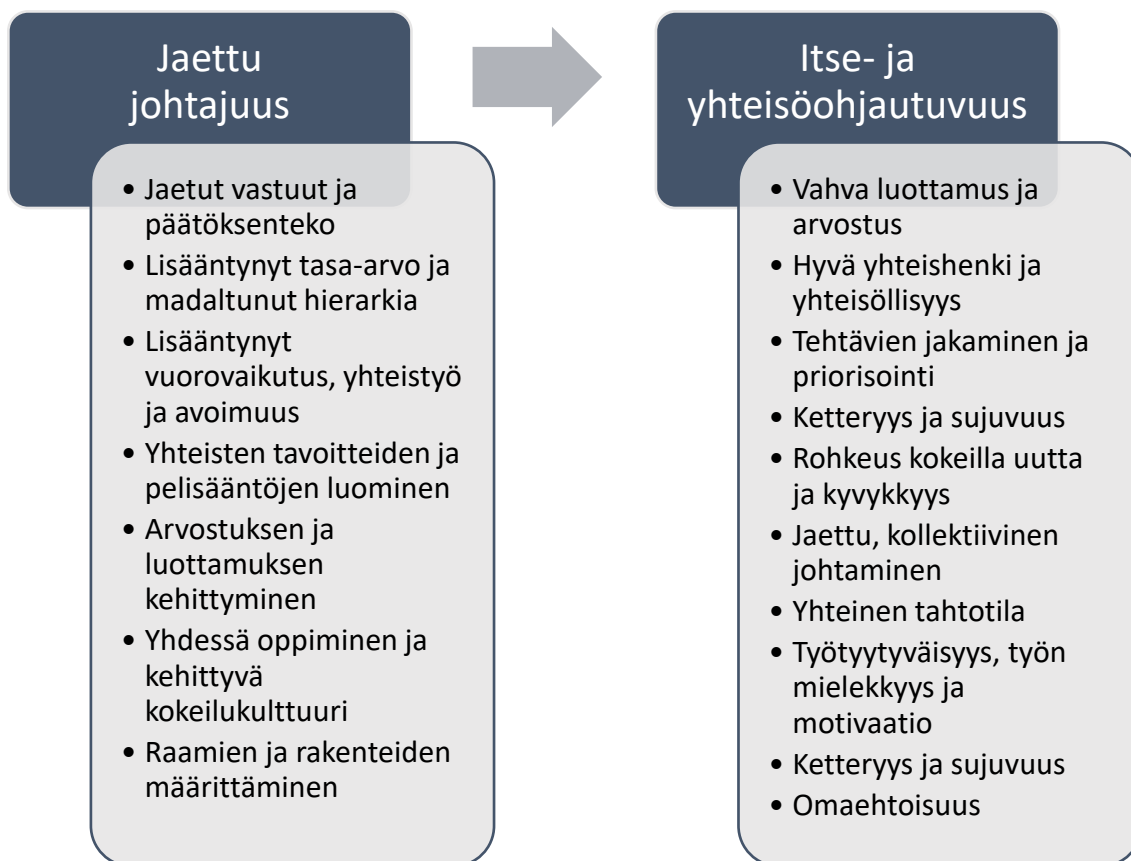 Jaettu
johtajuus
• Jaetut vastuut ja
päätöksenteko
• Lisääntynyt tasa-arvo ja
madaltunut hierarkia
• Lisääntynyt
vuorovaikutus, yhteistyö
ja avoimuus
• Yhteisten tavoitteiden ja
pelisääntöjen luominen
• Arvostuksen ja
luottamuksen
kehittyminen
• Yhdessä oppiminen ja
kehittyvä
kokeilukulttuuri
• Raamien ja rakenteiden
määrittäminen
Itse- ja
yhteisöohjautuvuus
• Vahva luottamus ja
arvostus
• Hyvä yhteishenki ja
yhteisöllisyys
• Tehtävien jakaminen ja
priorisointi
• Ketteryys ja sujuvuus
• Rohkeus kokeilla uutta
ja kyvykkyys
• Jaettu, kollektiivinen
johtaminen
• Yhteinen tahtotila
• Työtyytyväisyys, työn
mielekkyys ja
motivaatio
• Ketteryys ja sujuvuus
• Omaehtoisuus